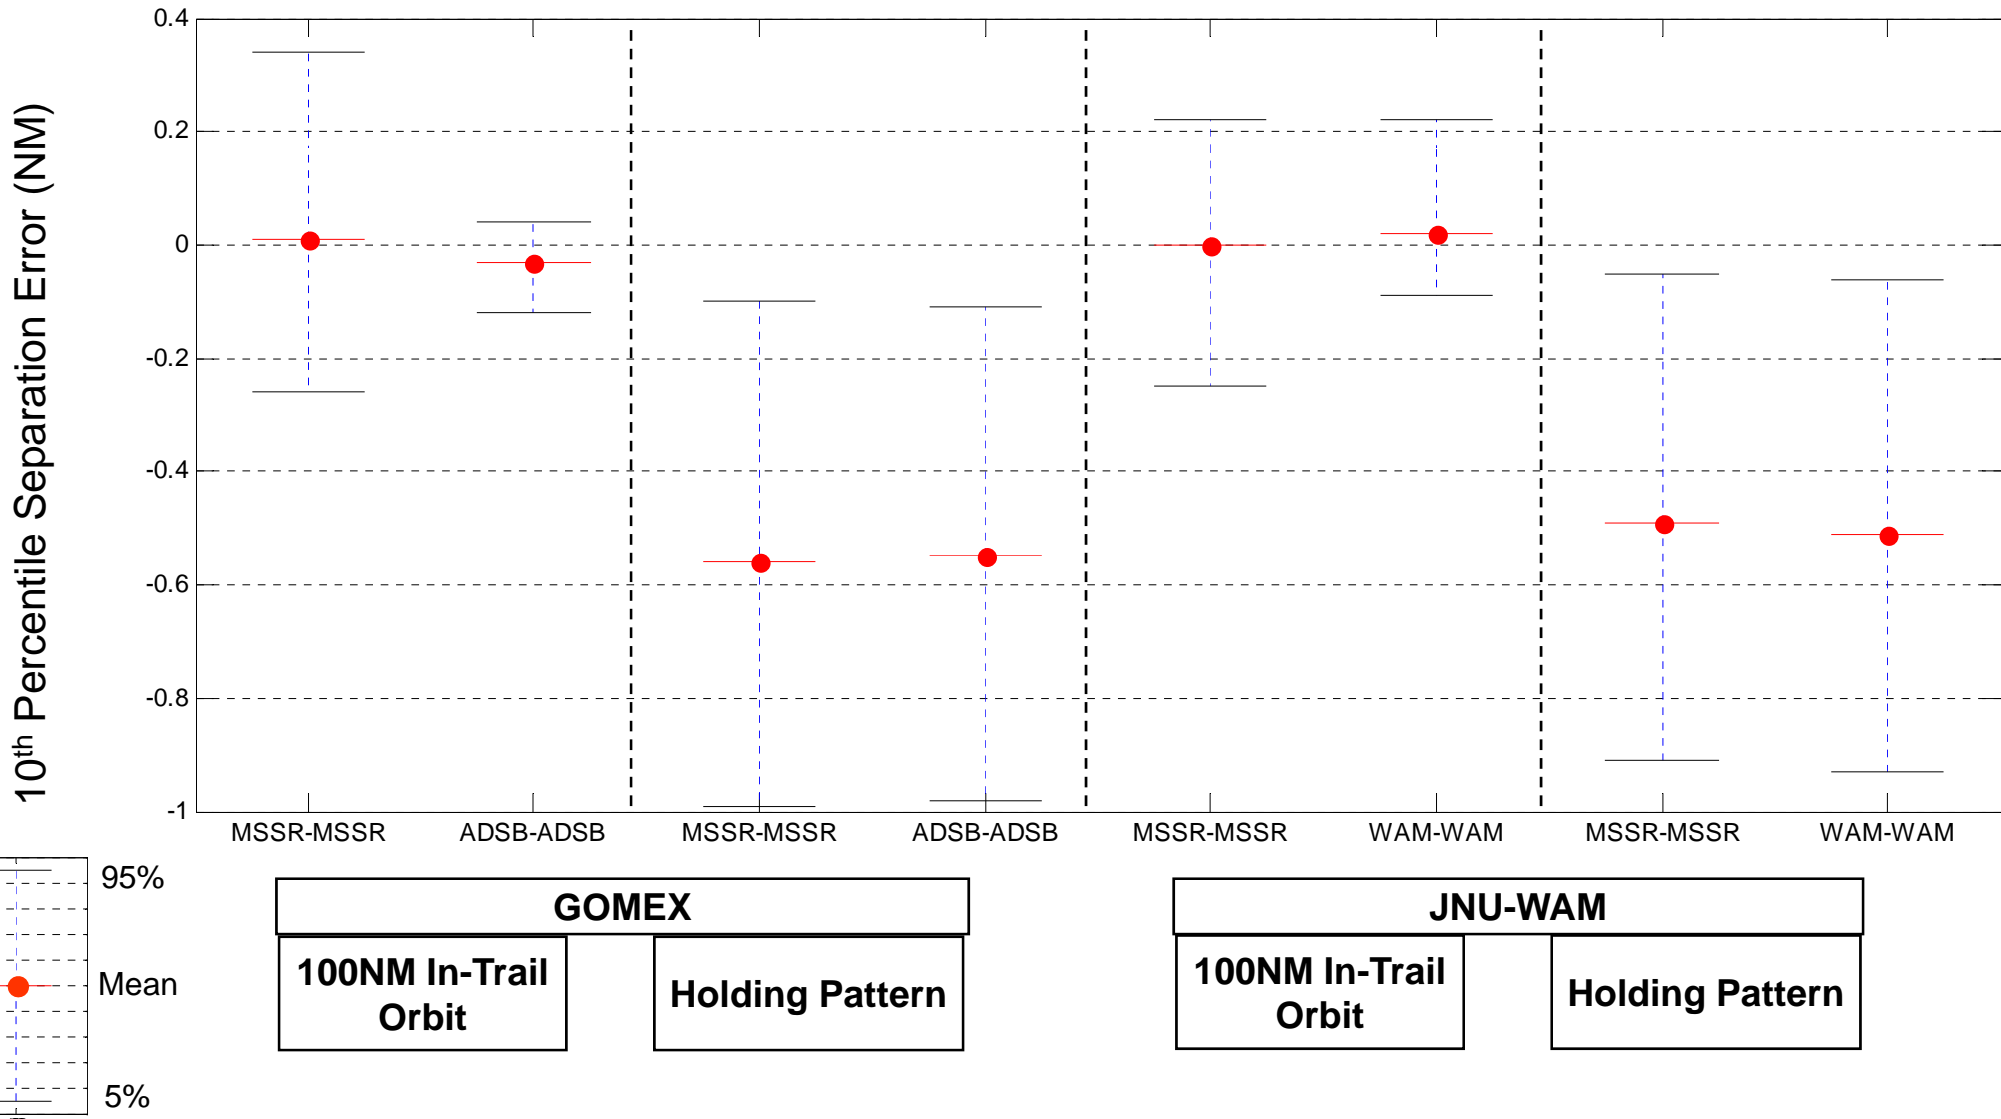 10th Percentile Separation Error (NM)
0.4
0.2
0
-0.2
-0.4
-0.6
-0.8
-1
MSSR-MSSR ADSB-ADSB MSSR-MSSR ADSB-ADSB MSSR-MSSR WAM-WAM MSSR-MSSR WAM-WAM
95%
Mean
5%
GOMEX
100NM In-Trail
Orbit
Holding Pattern
JNU-WAM
100NM In-Trail
Orbit
Holding Pattern